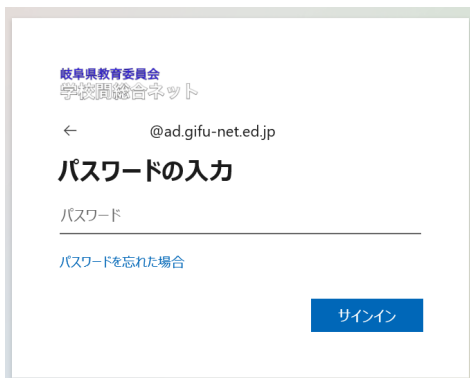 岐阜県教育委員会
学校間総合ネット
← @ad.gifu-net.ed.jp
パスワードの入力
パスワード
パスワードを忘れた場合
サインイン